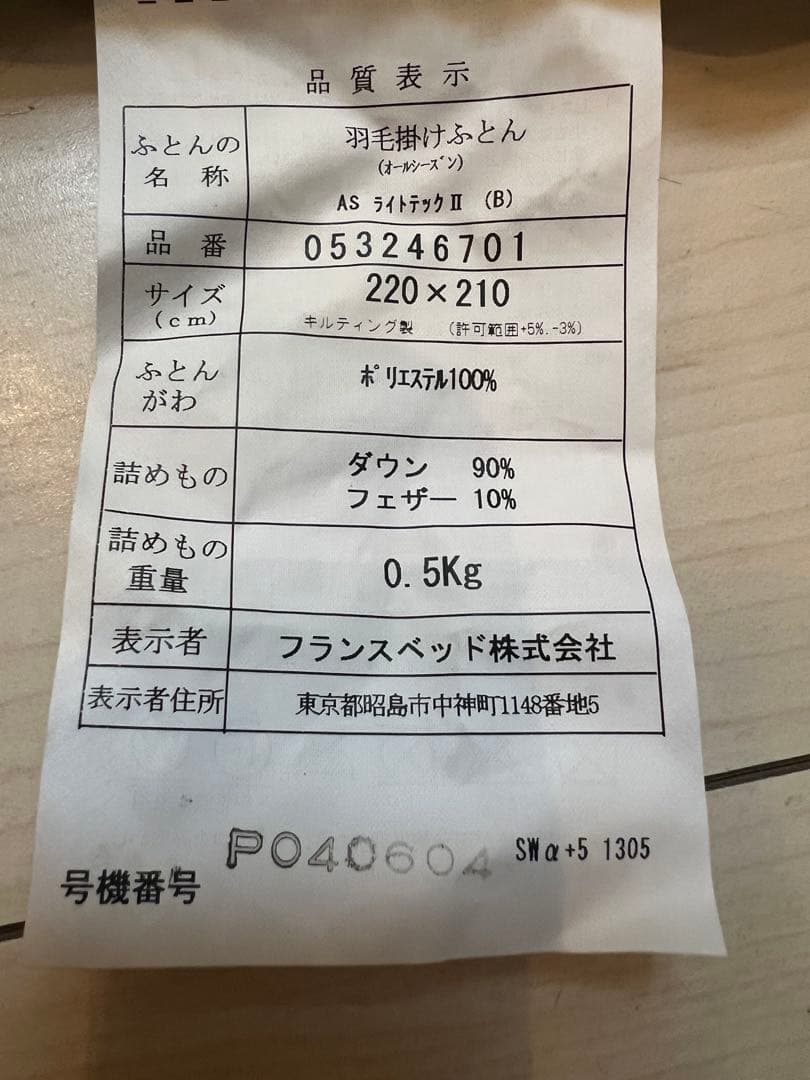 品質表示
ふとんの
名称
羽毛掛けふとん
(オールシーズン)
AS ライトテックⅡ (B)
品番
053246701
サイズ
(cm)
220×210
キルティング製 (許可範囲+5%.-3%)
ふとん
がわ
ポリエステル100%
詰めもの
ダウン 90%
フェザー 10%
詰めもの
重量
0.5Kg
表示者
フランスベッド株式会社
表示者住所
東京都昭島市中神町1148番地5
号機番号
P040604
SWα+5 1305